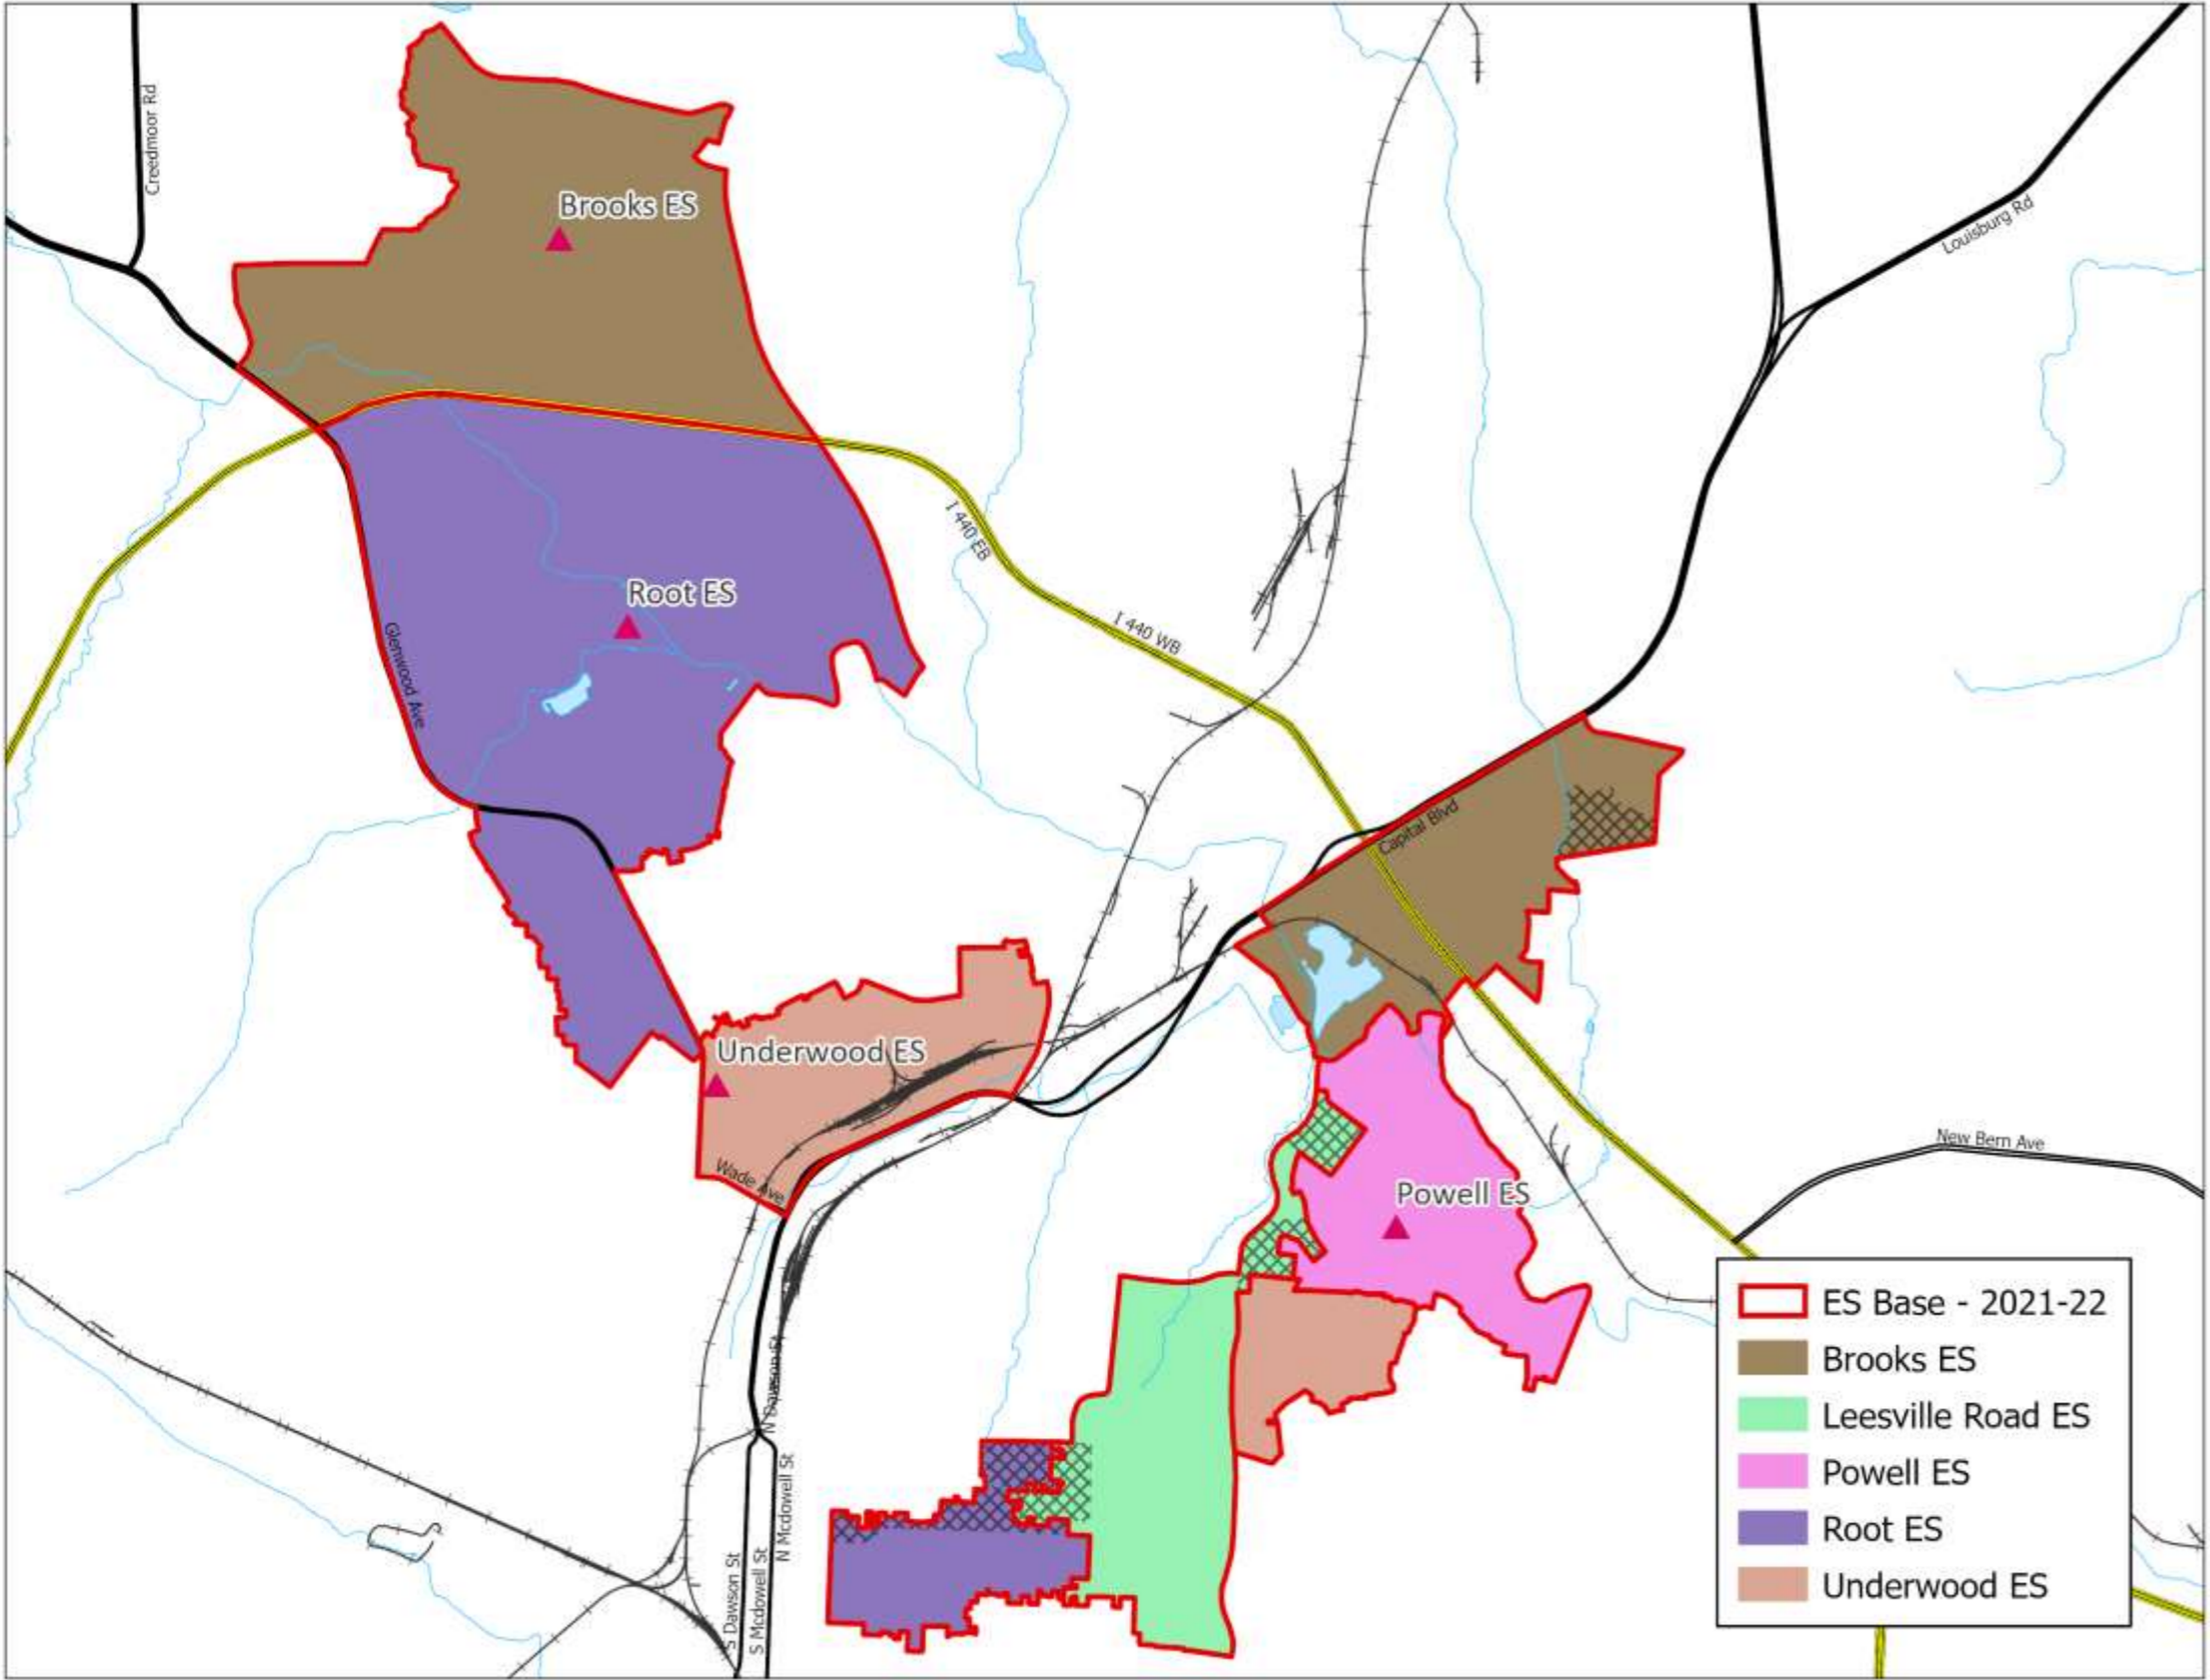 Creedmoor Rd
Brooks ES
Louisburg Rd
I 440 EB
Root ES
I 440 WB
Glenwood Ave
Capital Blvd
Underwood ES
New Bern Ave
Wade Ave
Powell ES
N Dawson St
N Mcdowell St
S Dawson St
S Mcdowell St
ES Base - 2021-22
Brooks ES
Leesville Road ES
Powell ES
Root ES
Underwood ES